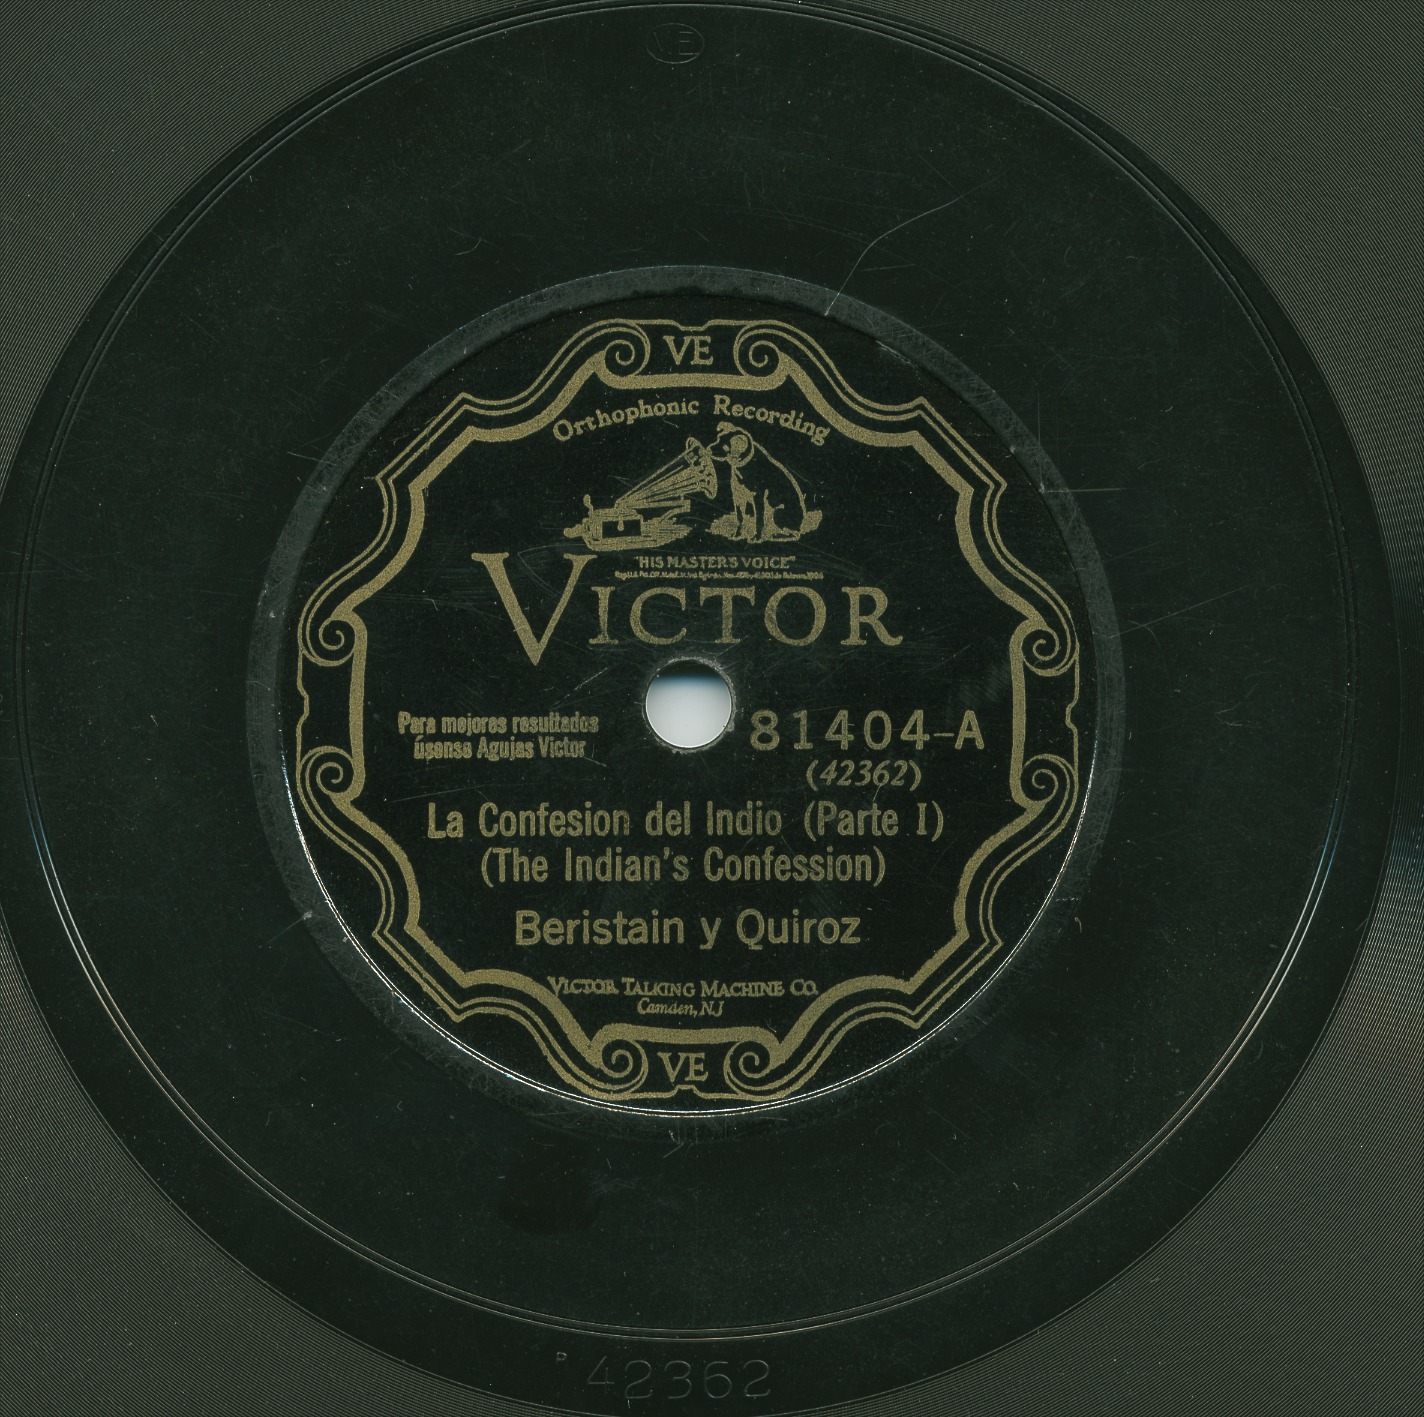 VE
VE
Orthophonic Recording
"HIS MASTER'S VOICE"
VICTOR
Para mejores resultados
úsense Agujas Victor
81404-A
(42362)
La Confesion del Indio (Parte I)
(The Indian's Confession)
Beristain y Quiroz
VICTOR TALKING MACHINE CO.
Camden, N.J
VE
P 42362